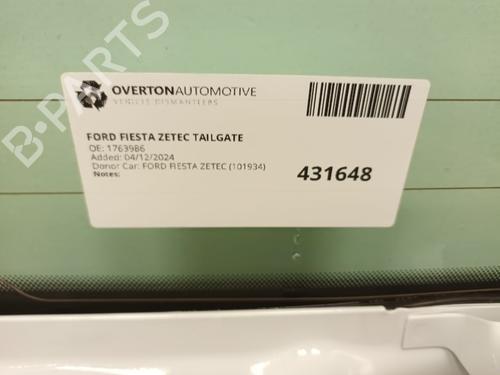 B-PARTS
OVERTONAUTOMOTIVE
VEHICLE DISMANTLERS
FORD FIESTA ZETEC TAILGATE
OE: 1763986
Added: 04/12/2024
Donor Car: FORD FIESTA ZETEC (101934)
Notes:
431648